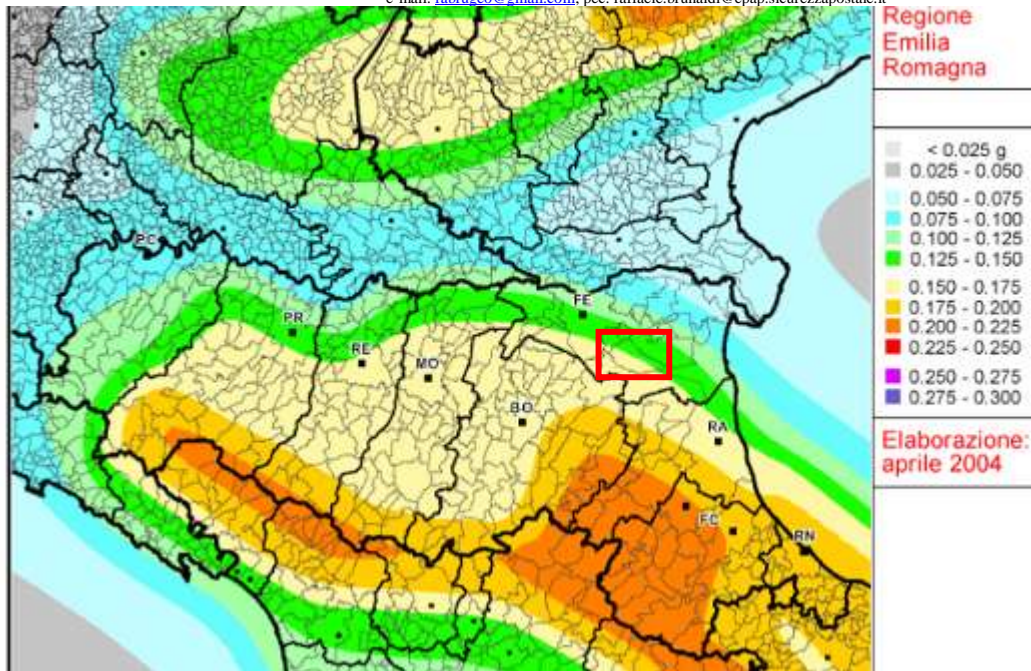 Regione
Emilia
Romagna
< 0.025 g
0.025 - 0.050
0.050 - 0.075
0.075 - 0.100
0.100 - 0.125
0.125 - 0.150
0.150 - 0.175
0.175 - 0.200
0.200 - 0.225
0.225 - 0.250
0.250 - 0.275
0.275 - 0.300
Elaborazione:
aprile 2004
PC
FE
PR
RE
MO
BO
RA
FC
RN